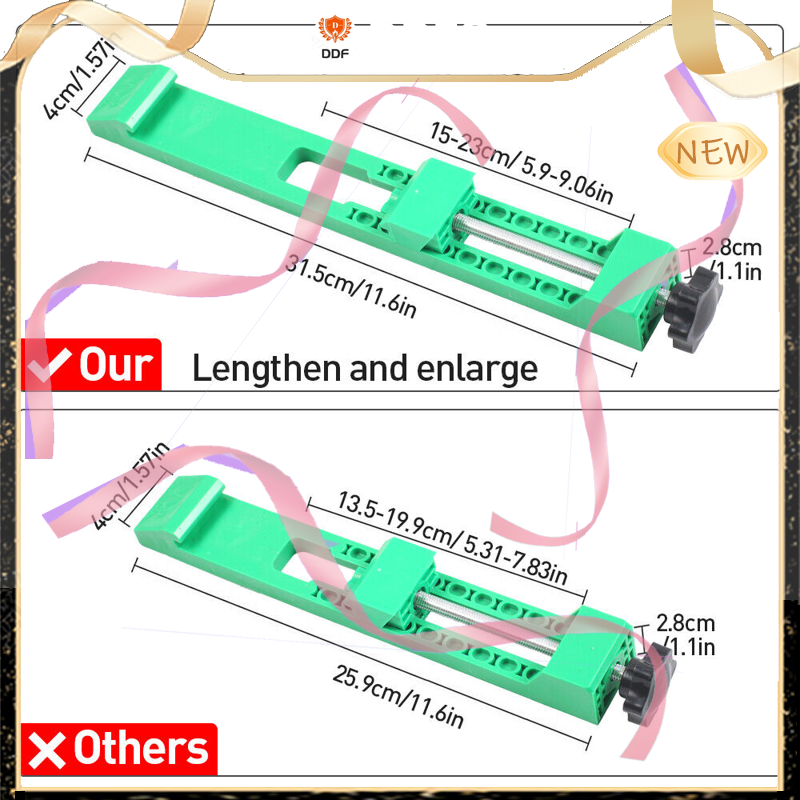 DDF
4cm/1.57in
15-23cm/ 5.9-9.06in
NEW
2.8cm
/1.1in
31.5cm/11.6in
Our
Lengthen and enlarge
4cm/1.57in
13.5-19.9cm/ 5.31-7.83in
2.8cm
/1.1in
25.9cm/11.6in
Others